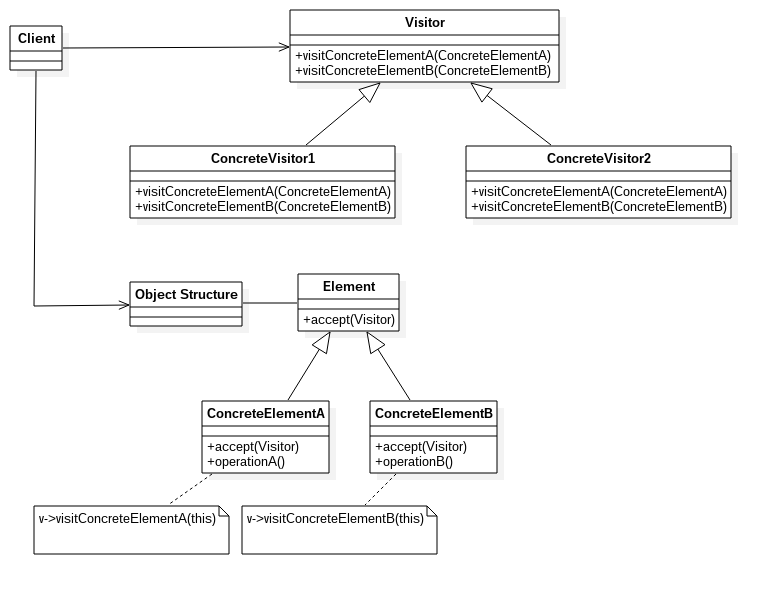 Visitor
Client
+visitConcreteElementA(ConcreteElementA)
+visitConcreteElementB(ConcreteElementB)
ConcreteVisitor1
ConcreteVisitor2
+visitConcreteElementA(ConcreteElementA)
+visitConcreteElementB(ConcreteElementB)
+visitConcreteElementA(ConcreteElementA)
+visitConcreteElementB(ConcreteElementB)
Object Structure
Element
+accept(Visitor)
ConcreteElementA
+accept(Visitor)
+operationA()
ConcreteElementB
+accept(Visitor)
+operationB()
v->visitConcreteElementA(this)
v->visitConcreteElementB(this)